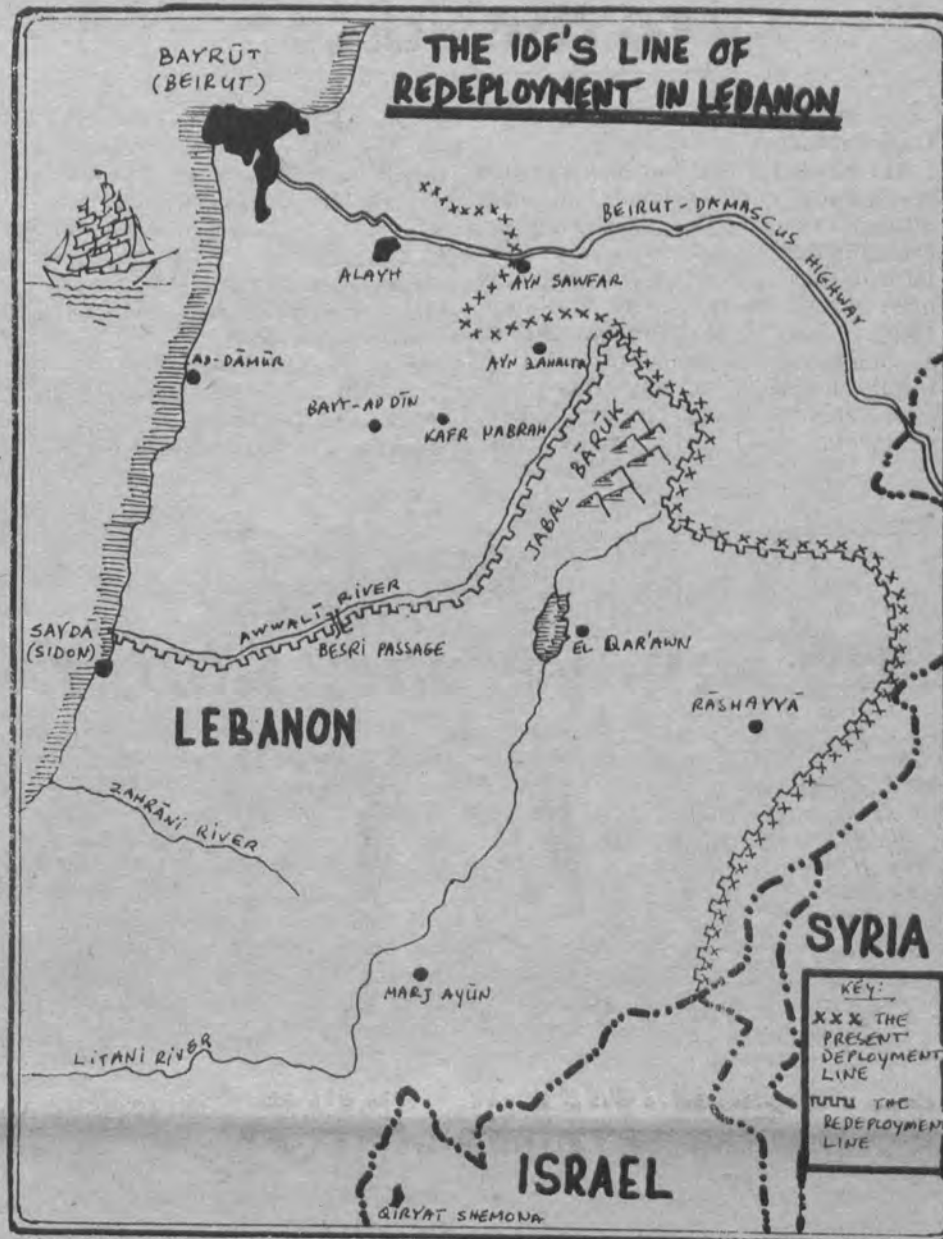 THE IDF'S LINE OF
REDEPLOYMENT IN LEBANON
BAYRŪT
(BEIRUT)
BEIRUT-DAMASCUS HIGHWAY
ALAYH
AYN SAWFAR
AD-DĀMŪR
AYN ZAHALTA
BAYT-AD DĪN
KAFR NABRAH
JABAL BĀRŪK
AWWALĪ RIVER
BESRI PASSAGE
SAYDĀ
(SIDON)
EL QAR'AWN
RĀSHAYYĀ
LEBANON
ZAHRĀNI RIVER
SYRIA
MARJ AYŪN
LITANI RIVER
KEY:
XXX THE
PRESENT
DEPLOYMENT
LINE
THE
REDEPLOYMEN
LINE
ISRAEL
QIRYAT SHEMONA